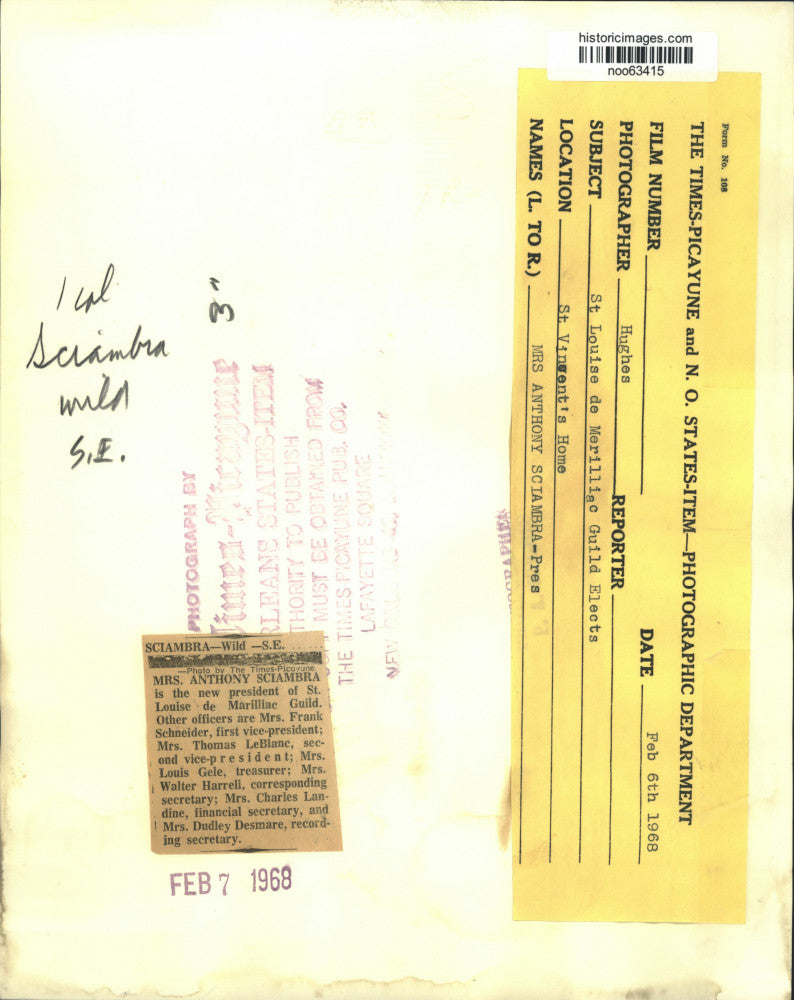 historicimages.com
noo63415
Form No. 108
THE TIMES-PICAYUNE and N. O. STATES-ITEM—PHOTOGRAPHIC DEPARTMENT
FILM NUMBER DATE Feb 6th 1968
PHOTOGRAPHER Hughes REPORTER
SUBJECT St Louise de Merilliac Guild Elects
LOCATION St Vincent's Home
NAMES (L. TO R.) MRS ANTHONY SCIAMBRA-Pres
1 col
3"
Sciambra
wild
S.E.
PHOTOGRAPH BY
Times-Picayune
RLEANS STATES-ITEM
THORITY TO PUBLISH
MUST BE OBTAINED FROM
THE TIMES PICAYUNE PUB. CO.
LAFAYETTE SQUARE
NEW
SCIAMBRA—Wild —S.E.
—Photo by The Times-Picayune.
MRS. ANTHONY SCIAMBRA
is the new president of St.
Louise de Marilliac Guild.
Other officers are Mrs. Frank
Schneider, first vice-president;
Mrs. Thomas LeBlanc, sec-
ond vice-president; Mrs.
Louis Gele, treasurer; Mrs.
Walter Harrell, corresponding
secretary; Mrs. Charles Lan-
dine, financial secretary, and
Mrs. Dudley Desmare, record-
ing secretary.
FEB 7 1968